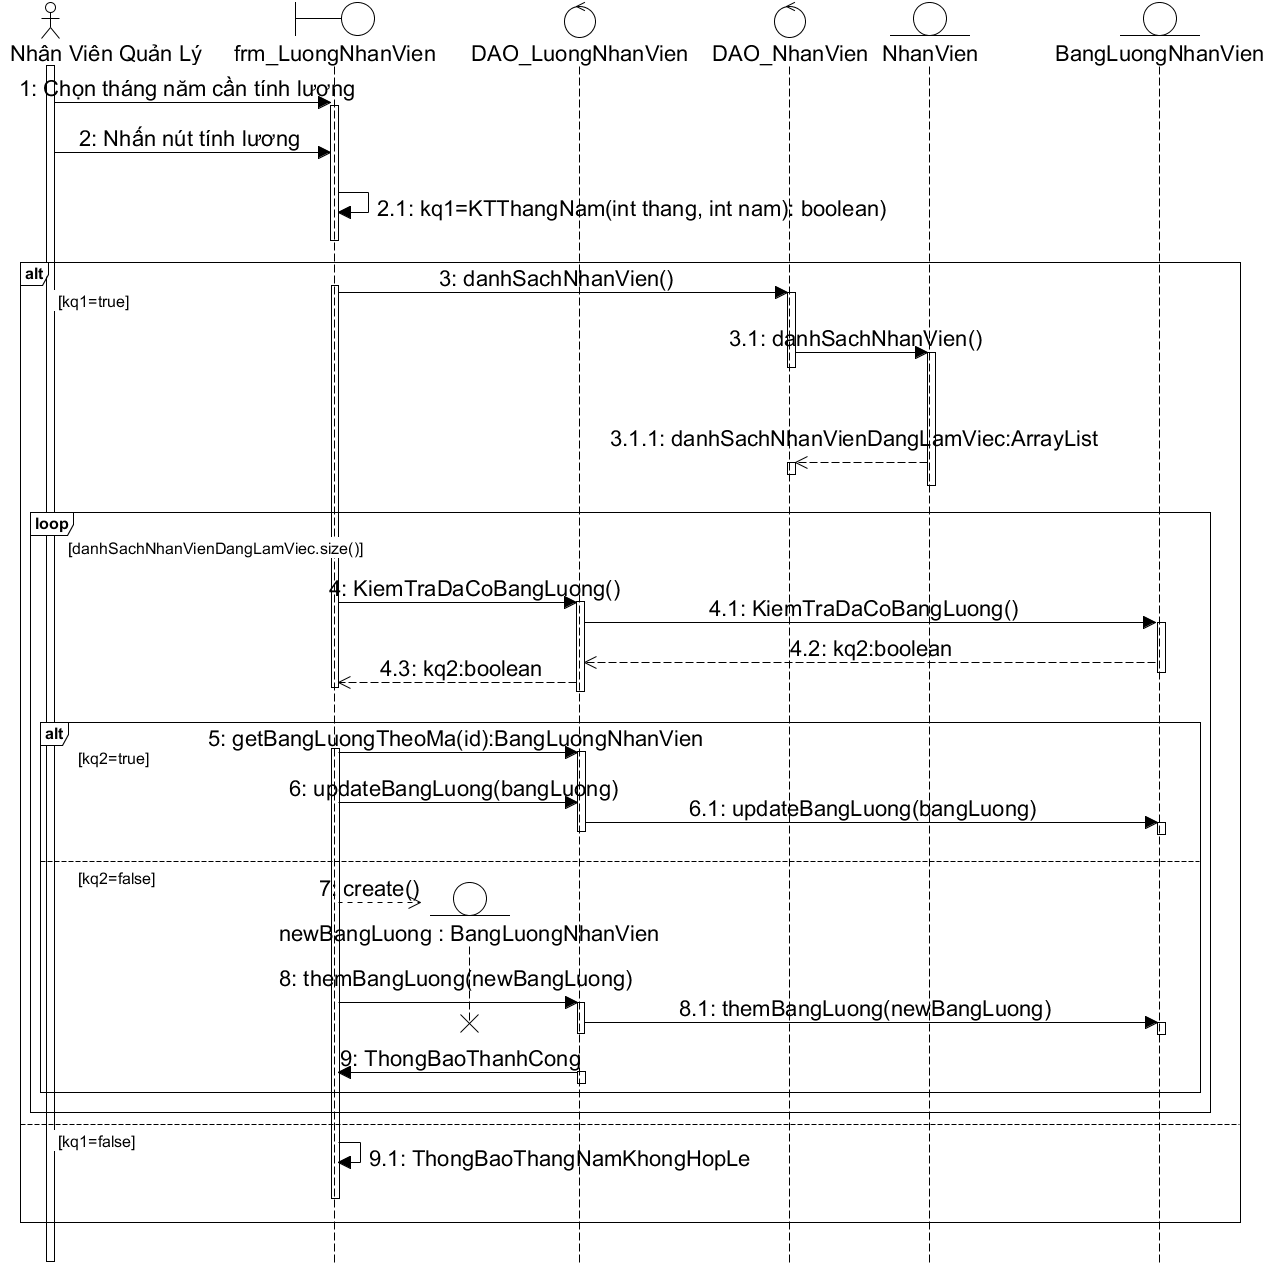 Nhân Viên Quản Lý
frm_LuongNhanVien
DAO_LuongNhanVien
DAO_NhanVien
NhanVien
BangLuongNhanVien
1: Chọn tháng năm cần tính lương
2: Nhấn nút tính lương
2.1: kq1=KTThangNam(int thang, int nam): boolean)
alt
[kq1=true]
3: danhSachNhanVien()
3.1: danhSachNhanVien()
3.1.1: danhSachNhanVienDangLamViec:ArrayList
loop
[danhSachNhanVienDangLamViec.size()]
4: KiemTraDaCoBangLuong()
4.1: KiemTraDaCoBangLuong()
4.2: kq2:boolean
4.3: kq2:boolean
alt
[kq2=true]
5: getBangLuongTheoMa(id):BangLuongNhanVien
6: updateBangLuong(bangLuong)
6.1: updateBangLuong(bangLuong)
[kq2=false]
7: create()
newBangLuong : BangLuongNhanVien
8: themBangLuong(newBangLuong)
8.1: themBangLuong(newBangLuong)
9: ThongBaoThanhCong
[kq1=false]
9.1: ThongBaoThangNamKhongHopLe